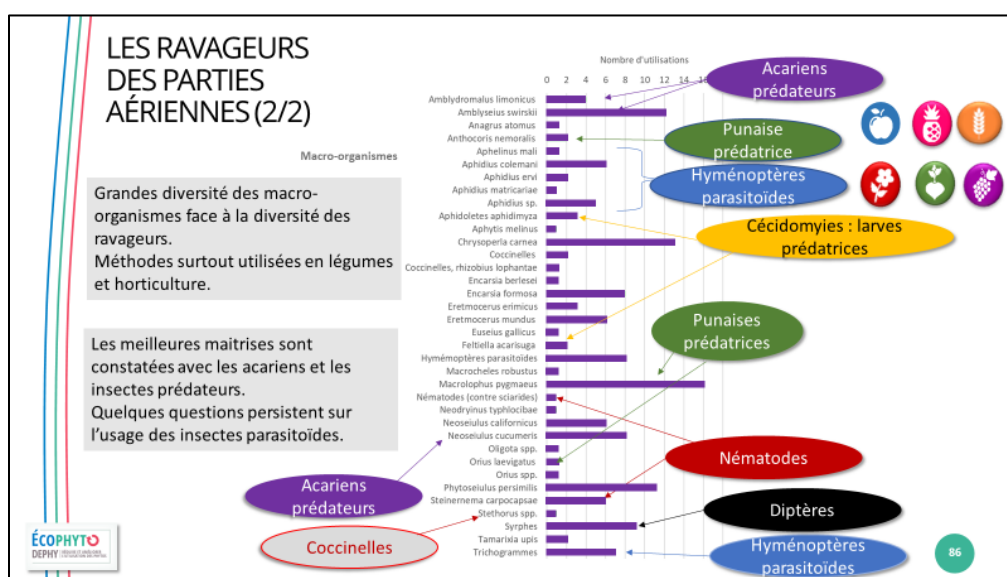 LES RAVAGEURS
DES PARTIES
AÉRIENNES (2/2)
Macro-organismes
Grandes diversité des macro-
organismes face à la diversité des
ravageurs.
Méthodes surtout utilisées en légumes
et horticulture.
Les meilleures maitrises sont
constatées avec les acariens et les
insectes prédateurs.
Quelques questions persistent sur
l'usage des insectes parasitoïdes.
Nombre d'utilisations
0 2 4 6 8 10 12 14 16
Amblydromalus limonicus
Amblyseius swirskii
Anagrus atomus
Anthocoris nemoralis
Aphelinus mali
Aphidius colemani
Aphidius ervi
Aphidius matricariae
Aphidius sp.
Aphidoletes aphidimyza
Aphytis melinus
Chrysoperla carnea
Coccinelles
Coccinelles, rhizobius lophantae
Encarsia berlesei
Encarsia formosa
Eretmocerus erimicus
Eretmocerus mundus
Euseius gallicus
Feltiella acarisuga
Hyménoptères parasitoïdes
Macrocheles robustus
Macrolophus pygmaeus
Nématodes (contre sciarides)
Neodryinus typhlocibae
Neoseiulus californicus
Neoseiulus cucumeris
Oligota spp.
Orius laevigatus
Orius spp.
Phytoseiulus persimilis
Steinernema carpocapsae
Stethorus spp.
Syrphes
Tamarixia upis
Trichogrammes
Acariens
prédateurs
Punaise
prédatrice
Hyménoptères
parasitoïdes
Cécidomyies : larves
prédatrices
Punaises
prédatrices
Nématodes
Diptères
Hyménoptères
parasitoïdes
Acariens
prédateurs
Coccinelles
ÉCOPHYTO
DEPHY
86